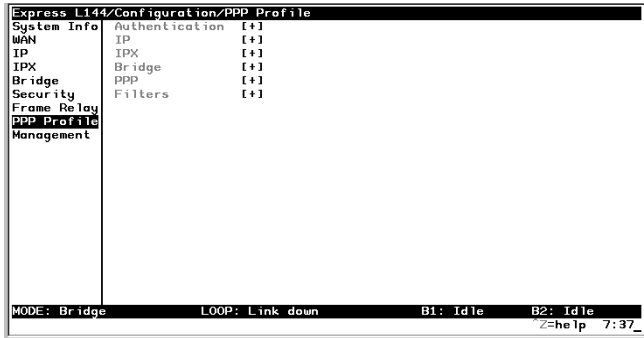 Express L144/Configuration/PPP Profile
System Info Authentication [+]
WAN IP [+]
IP IPX [+]
IPX Bridge [+]
Bridge PPP [+]
Security Filters [+]
Frame Relay
PPP Profile
Management
MODE: Bridge LOOP: Link down B1: Idle B2: Idle
^Z=help 7:37_